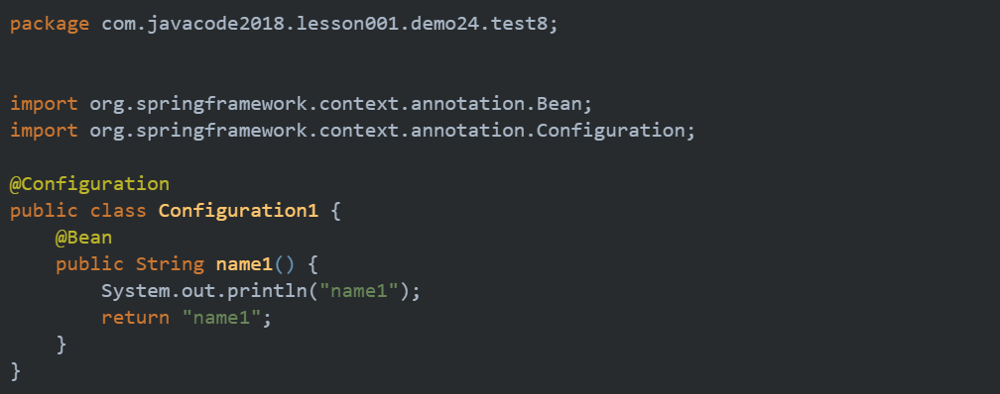 package com.javacode2018.lesson001.demo24.test8;
import org.springframework.context.annotation.Bean;
import org.springframework.context.annotation.Configuration;
@Configuration
public class Configuration1 {
    @Bean
    public String name1() {
        System.out.println("name1");
        return "name1";
    }
}